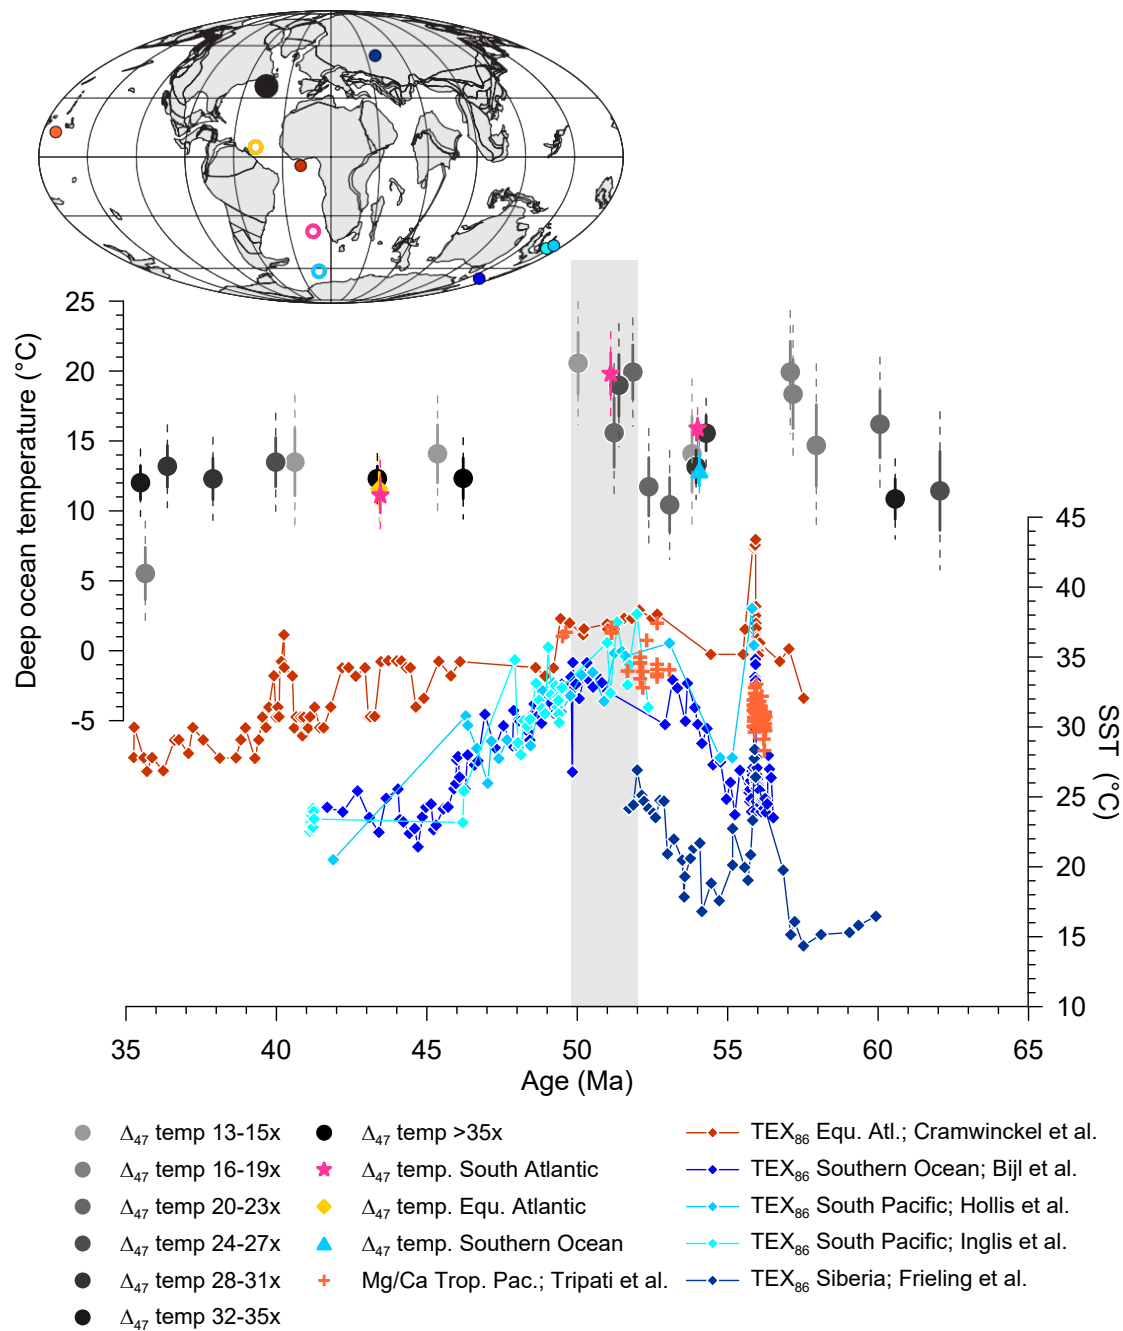 25
20
15
10
5
0
-5
Deep ocean temperature (°C)
45
40
35
30
25
20
15
10
SST (°C)
35 40 45 50 55 60 65
Age (Ma)
Δ47 temp 13-15x
Δ47 temp 16-19x
Δ47 temp 20-23x
Δ47 temp 24-27x
Δ47 temp 28-31x
Δ47 temp 32-35x
Δ47 temp >35x
Δ47 temp. South Atlantic
Δ47 temp. Equ. Atlantic
Δ47 temp. Southern Ocean
Mg/Ca Trop. Pac.; Tripati et al.
TEX86 Equ. Atl.; Cramwinckel et al.
TEX86 Southern Ocean; Bijl et al.
TEX86 South Pacific; Hollis et al.
TEX86 South Pacific; Inglis et al.
TEX86 Siberia; Frieling et al.